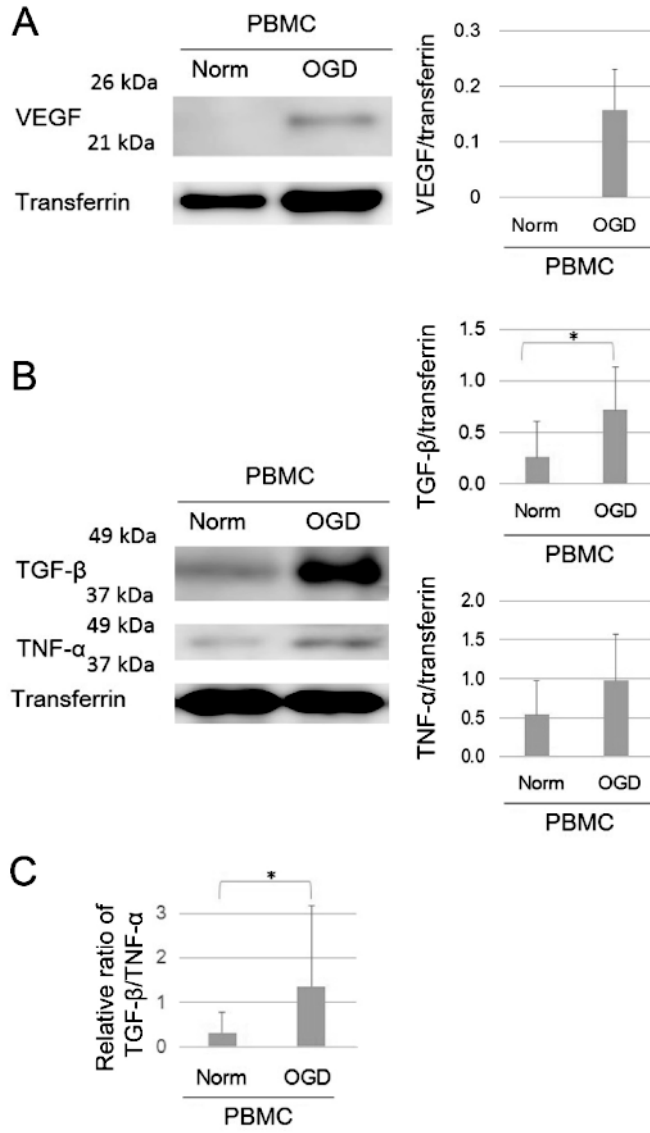 A
PBMC
Norm OGD
26 kDa
VEGF
21 kDa
Transferrin
VEGF/transferrin
0.3
0.2
0.1
0
Norm OGD
PBMC
B
PBMC
Norm OGD
49 kDa
TGF-β
37 kDa
49 kDa
TNF-α
37 kDa
Transferrin
TGF-β/transferrin
1.5
1.0
0.5
0.0
*
Norm OGD
PBMC
TNF-α/transferrin
2.0
1.5
1.0
0.5
0.0
Norm OGD
PBMC
C
Relative ratio of
TGF-β/TNF-α
3
2
1
0
*
Norm OGD
PBMC